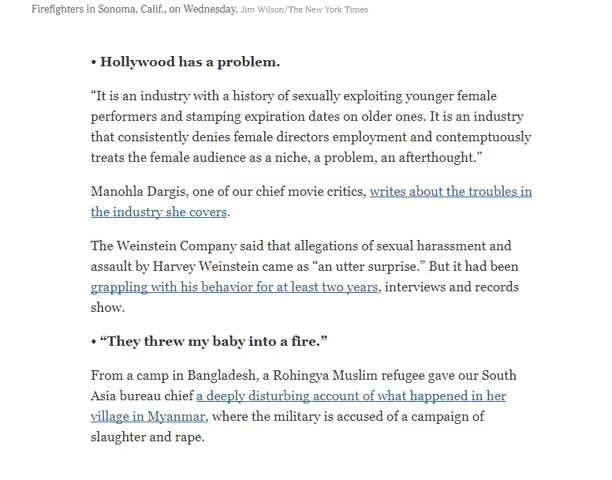 Firefighters in Sonoma, Calif., on Wednesday. Jim Wilson/The New York Times
• Hollywood has a problem.
“It is an industry with a history of sexually exploiting younger female
performers and stamping expiration dates on older ones. It is an industry
that consistently denies female directors employment and contemptuously
treats the female audience as a niche, a problem, an afterthought.”
Manohla Dargis, one of our chief movie critics, writes about the troubles in
the industry she covers.
The Weinstein Company said that allegations of sexual harassment and
assault by Harvey Weinstein came as “an utter surprise.” But it had been
grappling with his behavior for at least two years, interviews and records
show.
• “They threw my baby into a fire.”
From a camp in Bangladesh, a Rohingya Muslim refugee gave our South
Asia bureau chief a deeply disturbing account of what happened in her
village in Myanmar, where the military is accused of a campaign of
slaughter and rape.